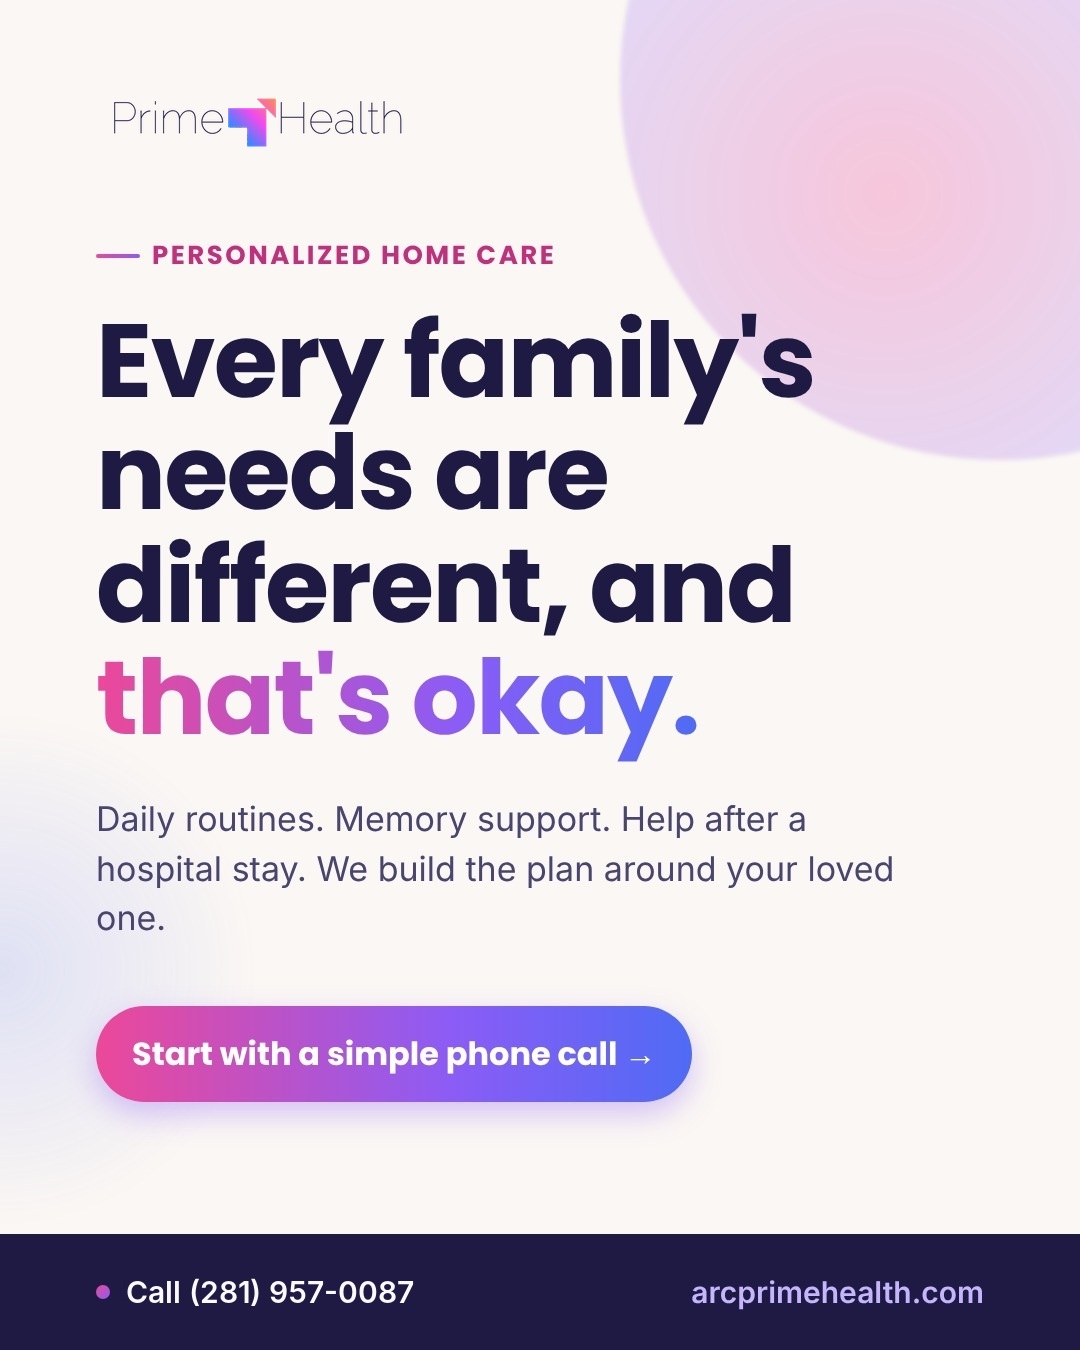 Prime Health
PERSONALIZED HOME CARE
Every family's
needs are
different, and
that's okay.
Daily routines. Memory support. Help after a
hospital stay. We build the plan around your loved
one.
Start with a simple phone call →
Call (281) 957-0087
arcprimehealth.com